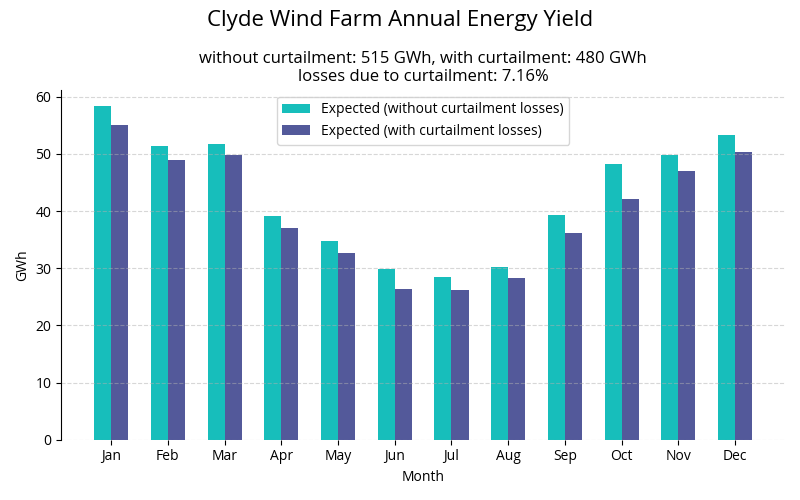 Clyde Wind Farm Annual Energy Yield
without curtailment: 515 GWh, with curtailment: 480 GWh
losses due to curtailment: 7.16%
Expected (without curtailment losses)
Expected (with curtailment losses)
60
50
40
30
20
10
0
GWh
Jan Feb Mar Apr May Jun Jul Aug Sep Oct Nov Dec
Month